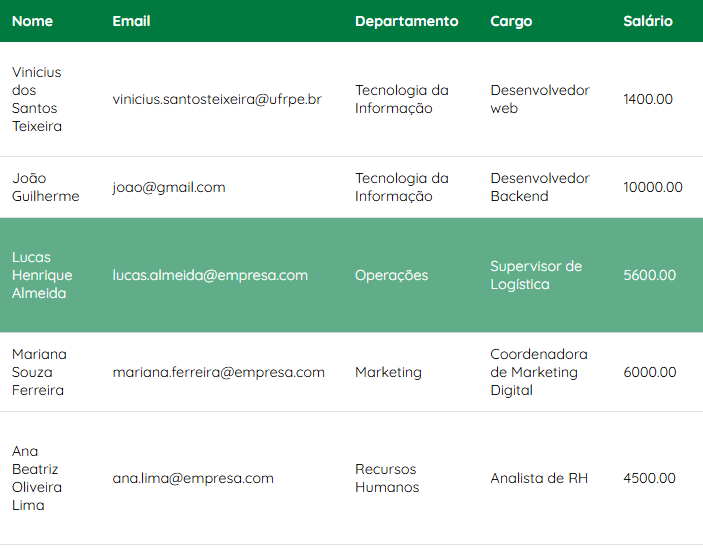 Nome Email Departamento Cargo Salário
Vinicius dos Santos Teixeira vinicius.santosteixeira@ufrpe.br Tecnologia da Informação Desenvolvedor web 1400.00
João Guilherme joao@gmail.com Tecnologia da Informação Desenvolvedor Backend 10000.00
Lucas Henrique Almeida lucas.almeida@empresa.com Operações Supervisor de Logística 5600.00
Mariana Souza Ferreira mariana.ferreira@empresa.com Marketing Coordenadora de Marketing Digital 6000.00
Ana Beatriz Oliveira Lima ana.lima@empresa.com Recursos Humanos Analista de RH 4500.00